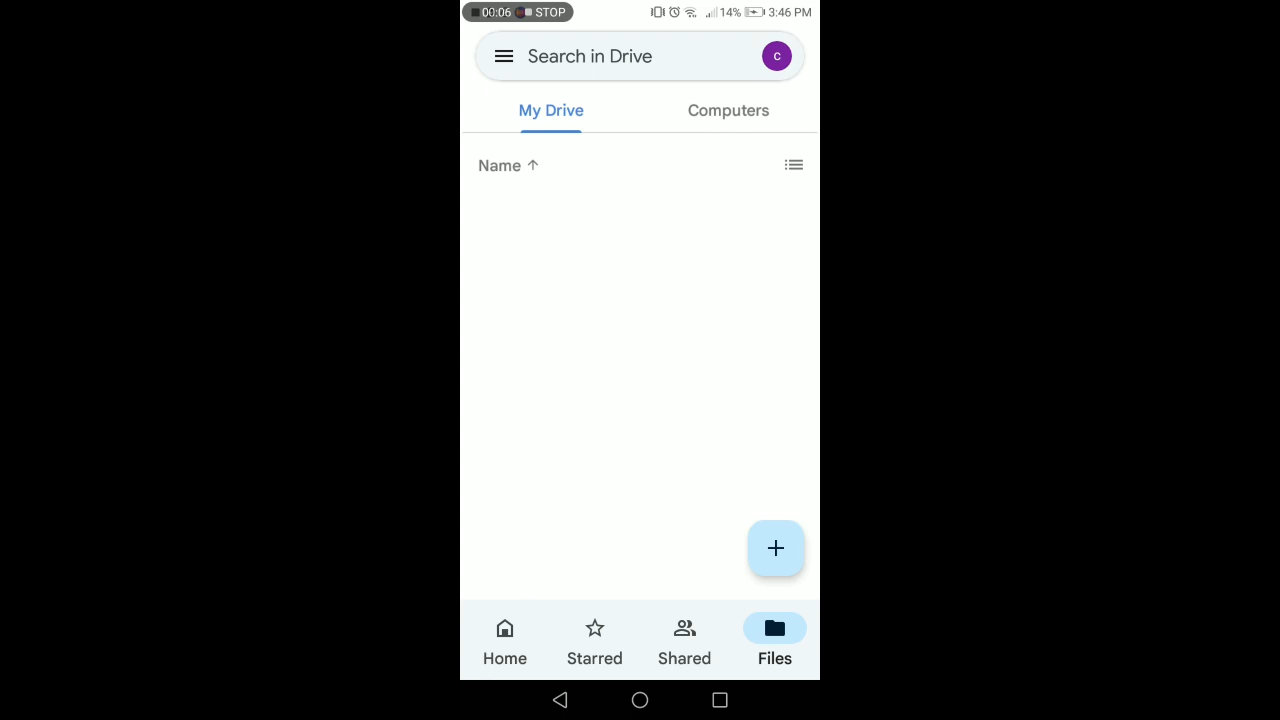 00:06 STOP 14% 3:46 PM
Search in Drive c
My Drive Computers
Name
Home Starred Shared Files